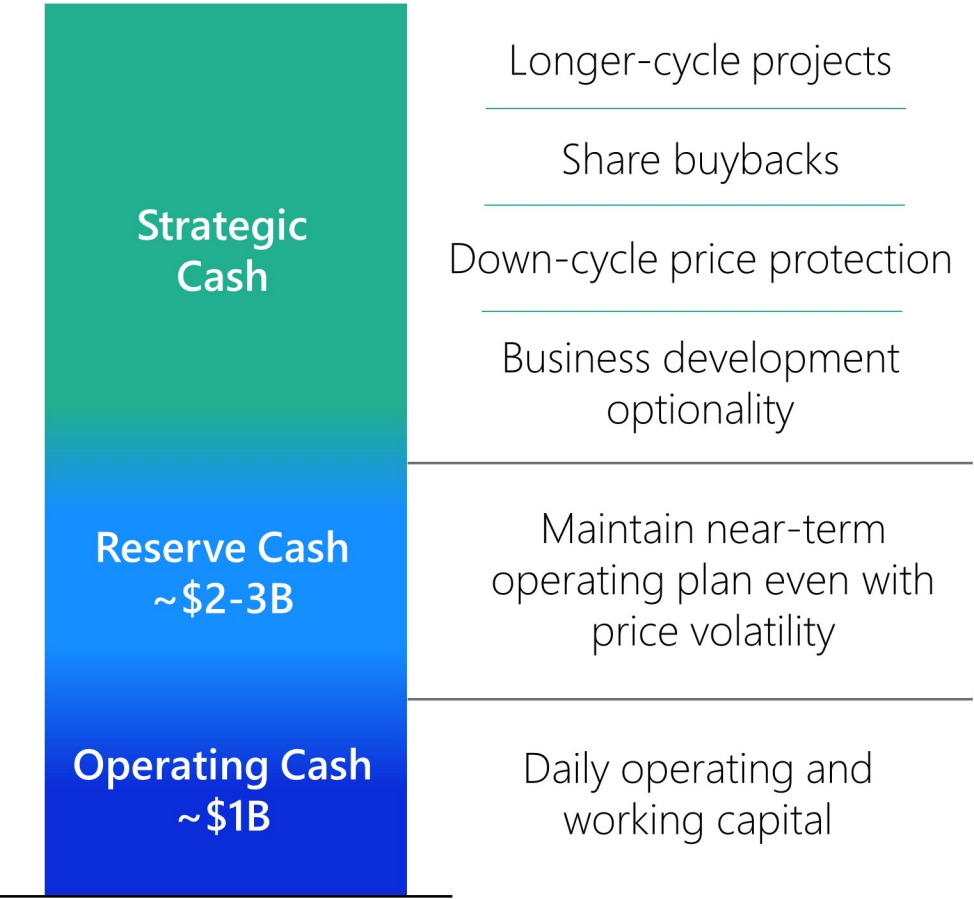 Strategic
Cash
Longer-cycle projects
Share buybacks
Down-cycle price protection
Business development
optionality
Reserve Cash
~$2-3B
Maintain near-term
operating plan even with
price volatility
Operating Cash
~$1B
Daily operating and
working capital